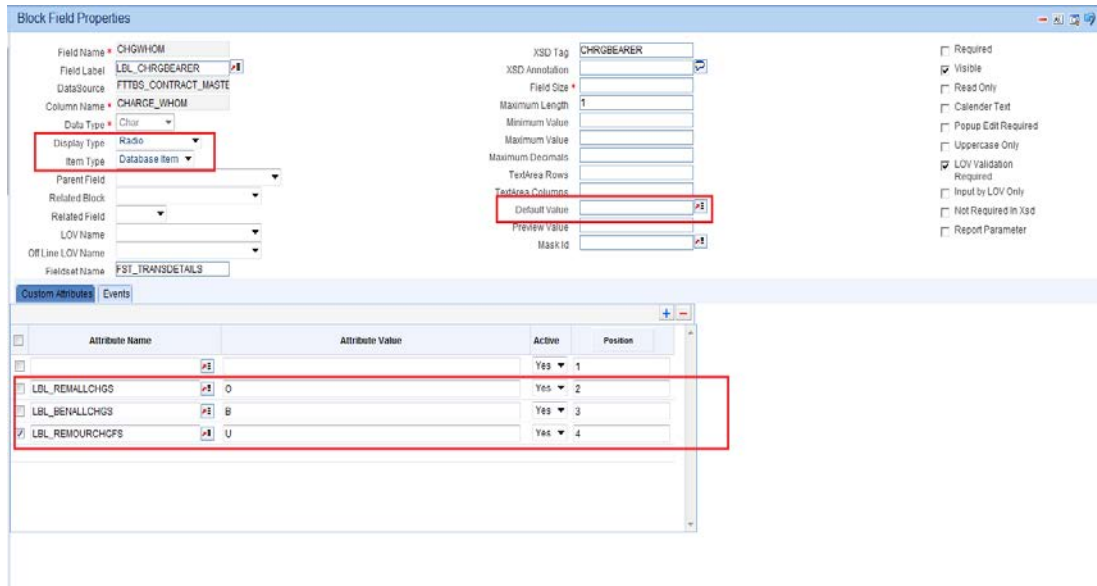 Block Field Properties
Field Name * CHGWHOM
Field Label LBL_CHRGBEARER
DataSource FTTBS_CONTRACT_MASTE
Column Name * CHARGE_WHOM
Data Type * Char
Display Type Radio
Item Type Database Item
Parent Field
Related Block
Related Field
LOV Name
Off Line LOV Name
Fieldset Name FST_TRANSDETAILS
XSD Tag CHRGBEARER
XSD Annotation
Field Size *
Maximum Length 1
Minimum Value
Maximum Value
Maximum Decimals
TextArea Rows
TextArea Columns
Default Value
Preview Value
Mask Id
Required
Visible
Read Only
Calender Text
Popup Edit Required
Uppercase Only
LOV Validation
Required
Input by LOV Only
Not Required In Xsd
Report Parameter
Custom Attributes Events
Attribute Name Attribute Value Active Position
Yes 1
LBL_REMALLCHGS O Yes 2
LBL_BENALLCHGS B Yes 3
LBL_REMOURCHGFS U Yes 4